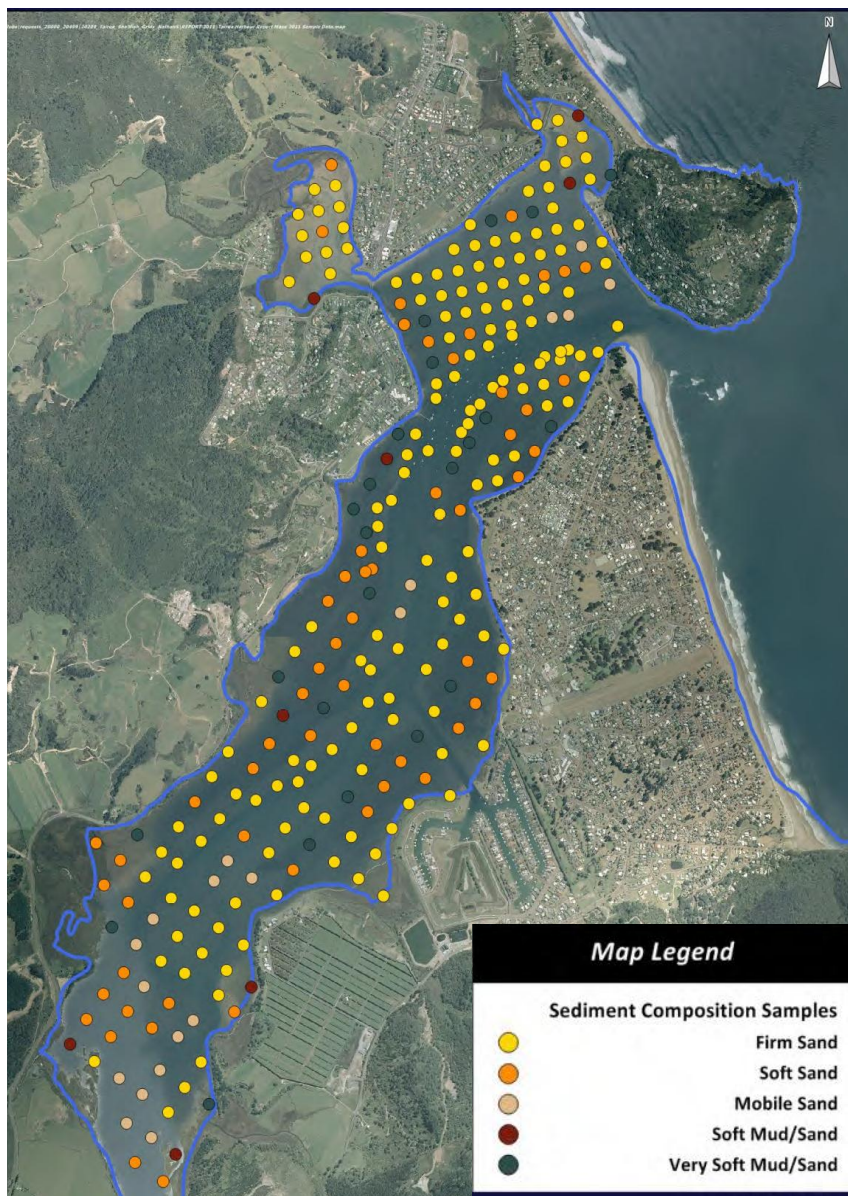 N
Map Legend
Sediment Composition Samples
Firm Sand
Soft Sand
Mobile Sand
Soft Mud/Sand
Very Soft Mud/Sand